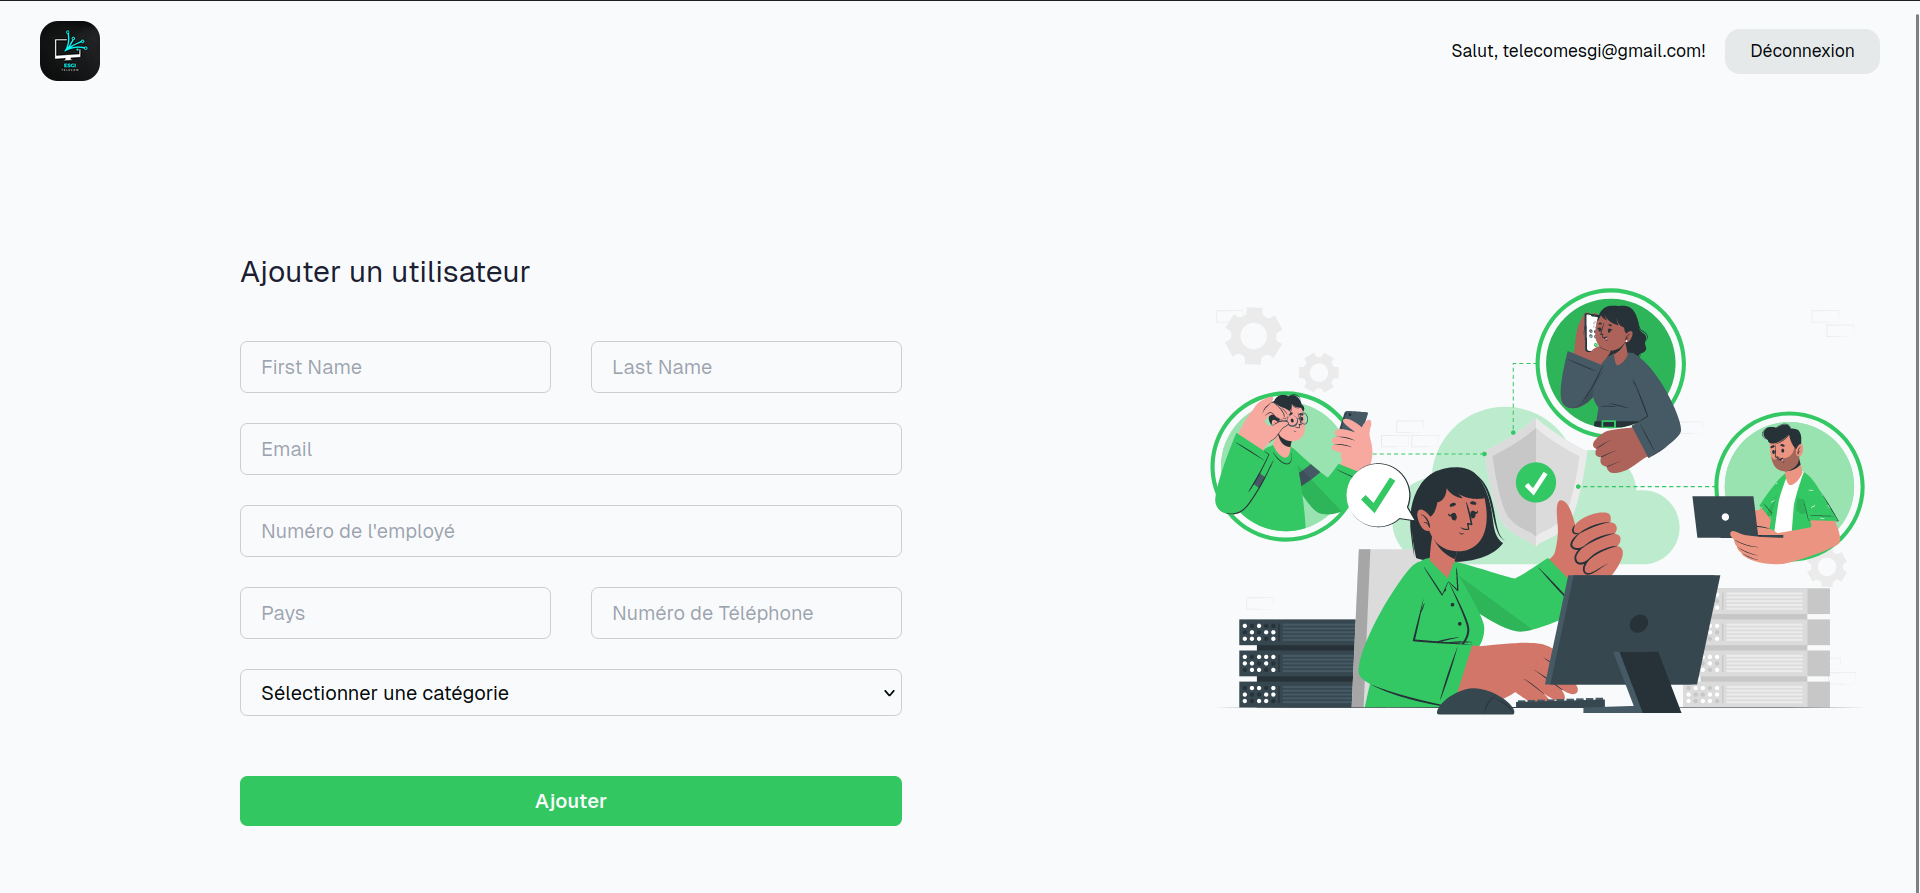 ESGI
TELECOM
Salut, telecomesgi@gmail.com!
Déconnexion
Ajouter un utilisateur
First Name
Last Name
Email
Numéro de l'employé
Pays
Numéro de Téléphone
Sélectionner une catégorie
Ajouter